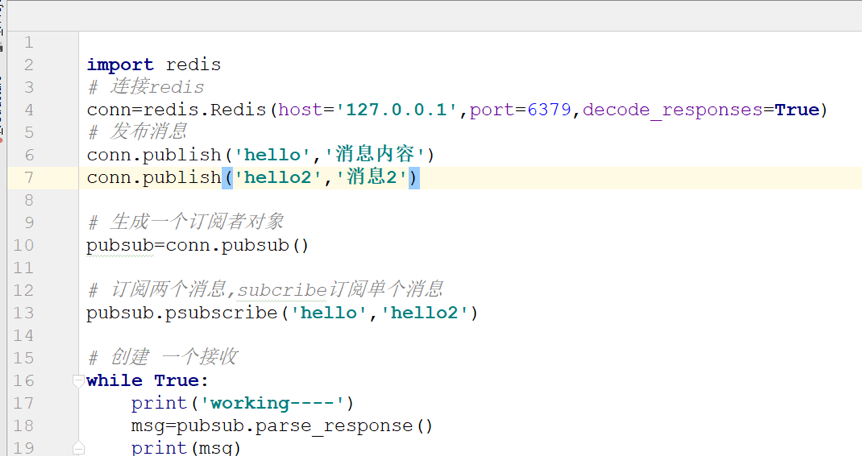 1
2 import redis
3 # 连接redis
4 conn=redis.Redis(host='127.0.0.1',port=6379,decode_responses=True)
5 # 发布消息
6 conn.publish('hello','消息内容')
7 conn.publish('hello2','消息2')
8
9 # 生成一个订阅者对象
10 pubsub=conn.pubsub()
11
12 # 订阅两个消息,subcribe订阅单个消息
13 pubsub.psubscribe('hello','hello2')
14
15 # 创建 一个接收
16 while True:
17     print('working----')
18     msg=pubsub.parse_response()
19     print(msg)